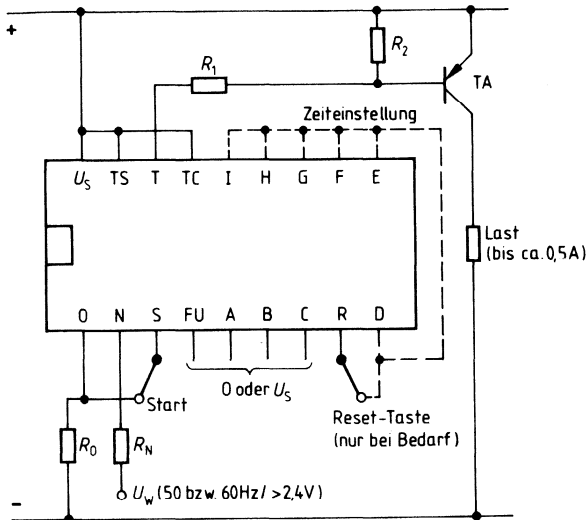 +
R1
R2
TA
Zeiteinstellung
US TS T TC I H G F E
Last
(bis ca. 0,5A)
O N S FU A B C R D
Start
0 oder US
Reset-Taste
(nur bei Bedarf)
RO
RN
UW (50 bzw. 60Hz/>2,4V)
–